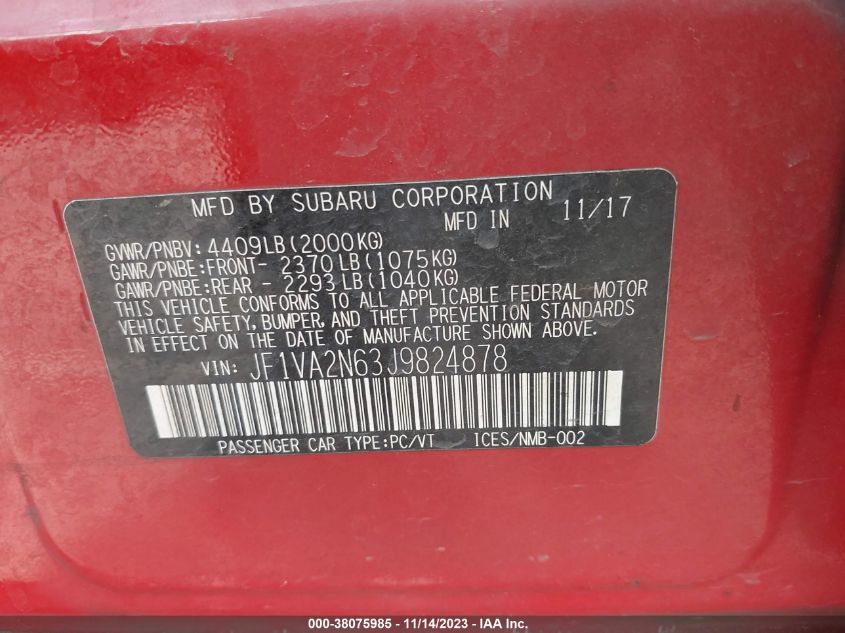 MFD BY SUBARU CORPORATION
MFD IN 11/17
GVWR/PNBV: 4409LB(2000KG)
GAWR/PNBE:FRONT- 2370LB(1075KG)
GAWR/PNBE:REAR - 2293LB(1040KG)
THIS VEHICLE CONFORMS TO ALL APPLICABLE FEDERAL MOTOR
VEHICLE SAFETY, BUMPER, AND THEFT PREVENTION STANDARDS
IN EFFECT ON THE DATE OF MANUFACTURE SHOWN ABOVE.
VIN: JF1VA2N63J9824878
PASSENGER CAR TYPE:PC/VT ICES/NMB-002
000-38075985 - 11/14/2023 - IAA Inc.